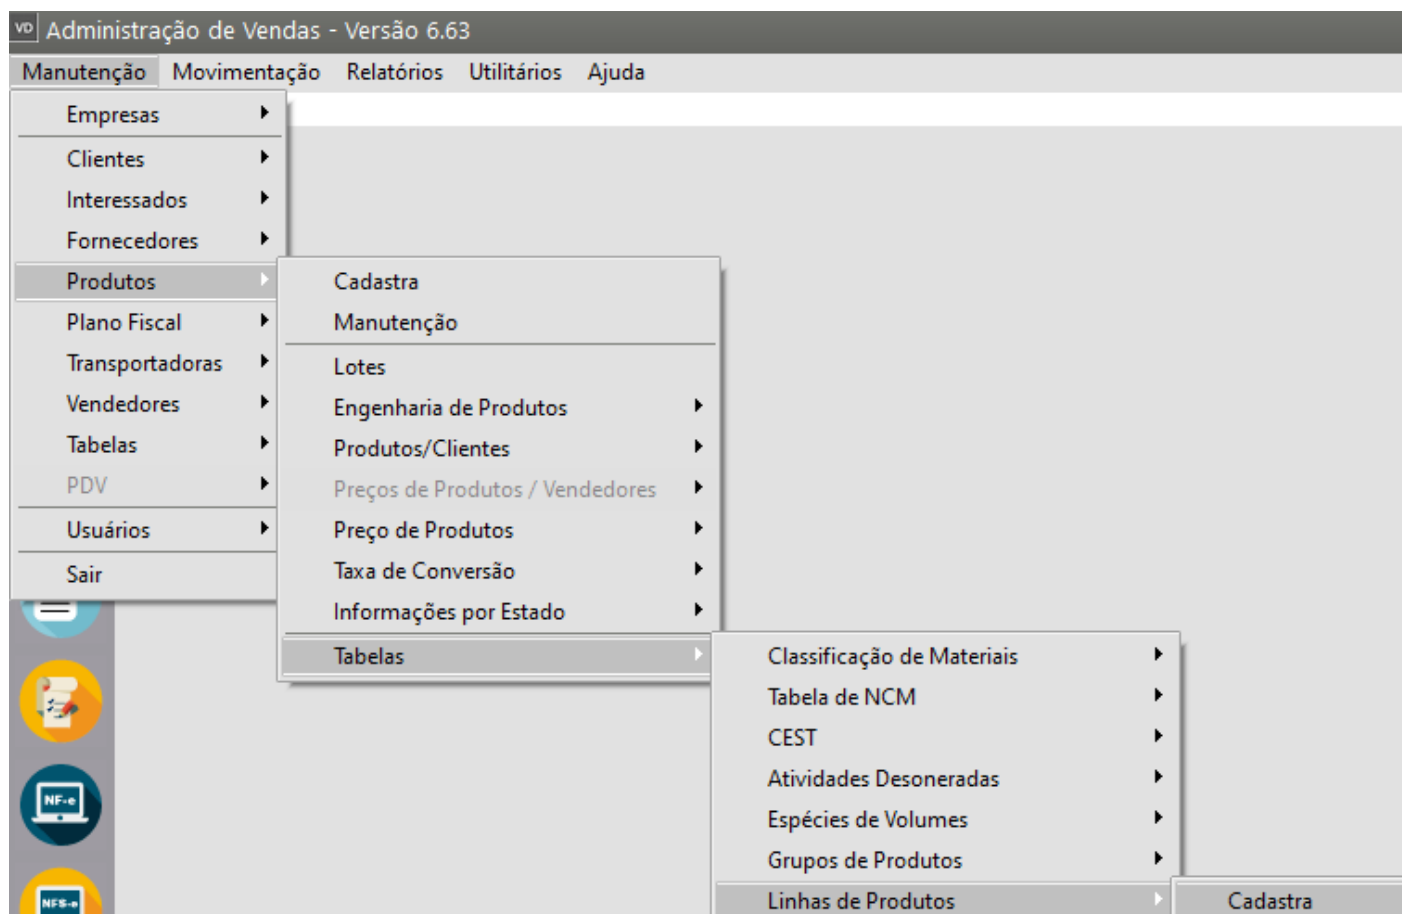 VD Administração de Vendas - Versão 6.63
Manutenção Movimentação Relatórios Utilitários Ajuda
Empresas
Clientes
Interessados
Fornecedores
Produtos
Plano Fiscal
Transportadoras
Vendedores
Tabelas
PDV
Usuários
Sair
Cadastra
Manutenção
Lotes
Engenharia de Produtos
Produtos/Clientes
Preços de Produtos / Vendedores
Preço de Produtos
Taxa de Conversão
Informações por Estado
Tabelas
Classificação de Materiais
Tabela de NCM
CEST
Atividades Desoneradas
Espécies de Volumes
Grupos de Produtos
Linhas de Produtos
Cadastra
NF-e
NFS-e